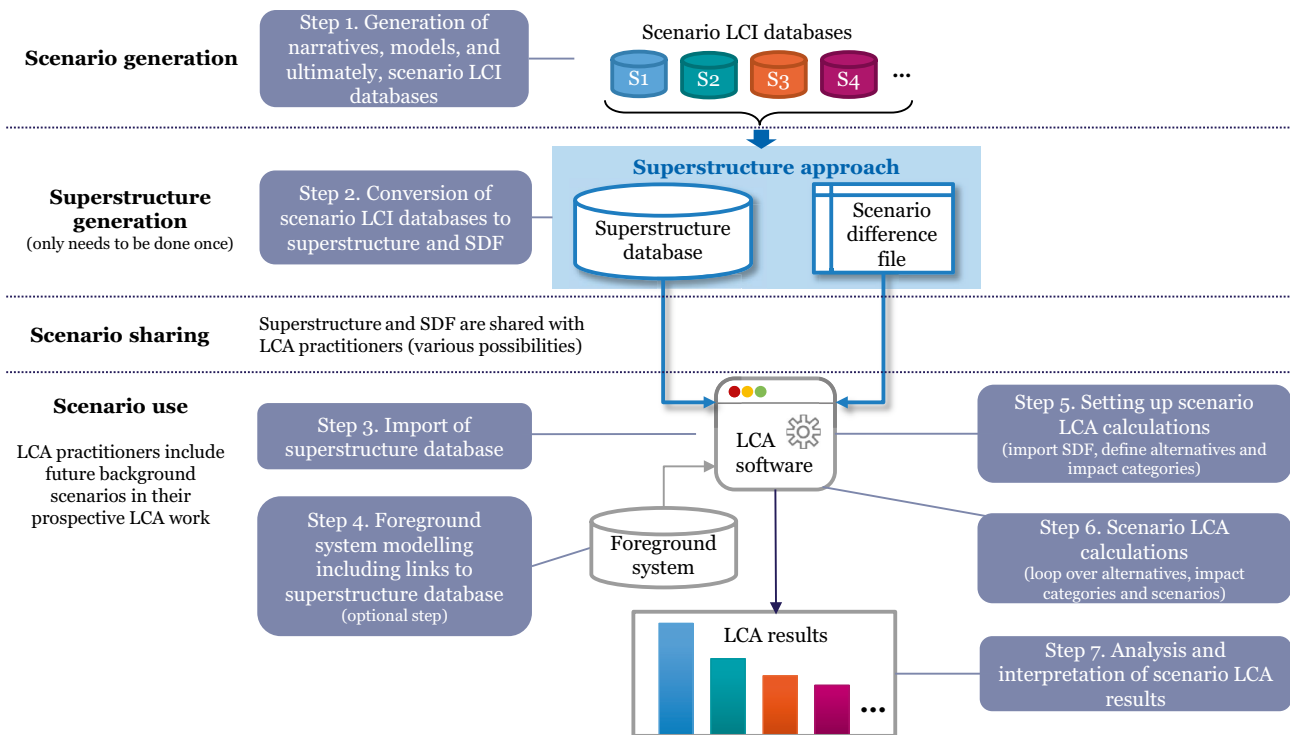 Scenario generation
Step 1. Generation of
narratives, models, and
ultimately, scenario LCI
databases
Scenario LCI databases
S1
S2
S3
S4
...
Superstructure
generation
(only needs to be done once)
Step 2. Conversion of
scenario LCI databases to
superstructure and SDF
Superstructure approach
Superstructure
database
Scenario
difference
file
Scenario sharing
Superstructure and SDF are shared with
LCA practitioners (various possibilities)
Scenario use
LCA practitioners include
future background
scenarios in their
prospective LCA work
Step 3. Import of
superstructure database
Step 4. Foreground
system modelling
including links to
superstructure database
(optional step)
LCA
software
Foreground
system
Step 5. Setting up scenario
LCA calculations
(import SDF, define alternatives and
impact categories)
Step 6. Scenario LCA
calculations
(loop over alternatives, impact
categories and scenarios)
LCA results
...
Step 7. Analysis and
interpretation of scenario LCA
results